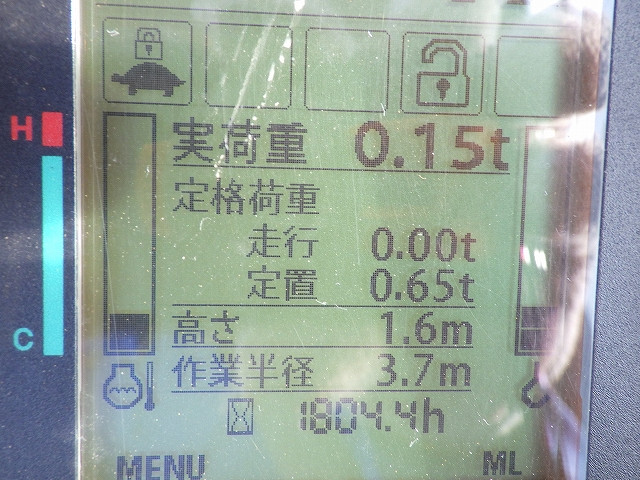 H
実荷重 0.15t
定格荷重
走行 0.00t
定置 0.65t
高さ 1.6m
C
作業半径 3.7m
1804.4h
MENU ML